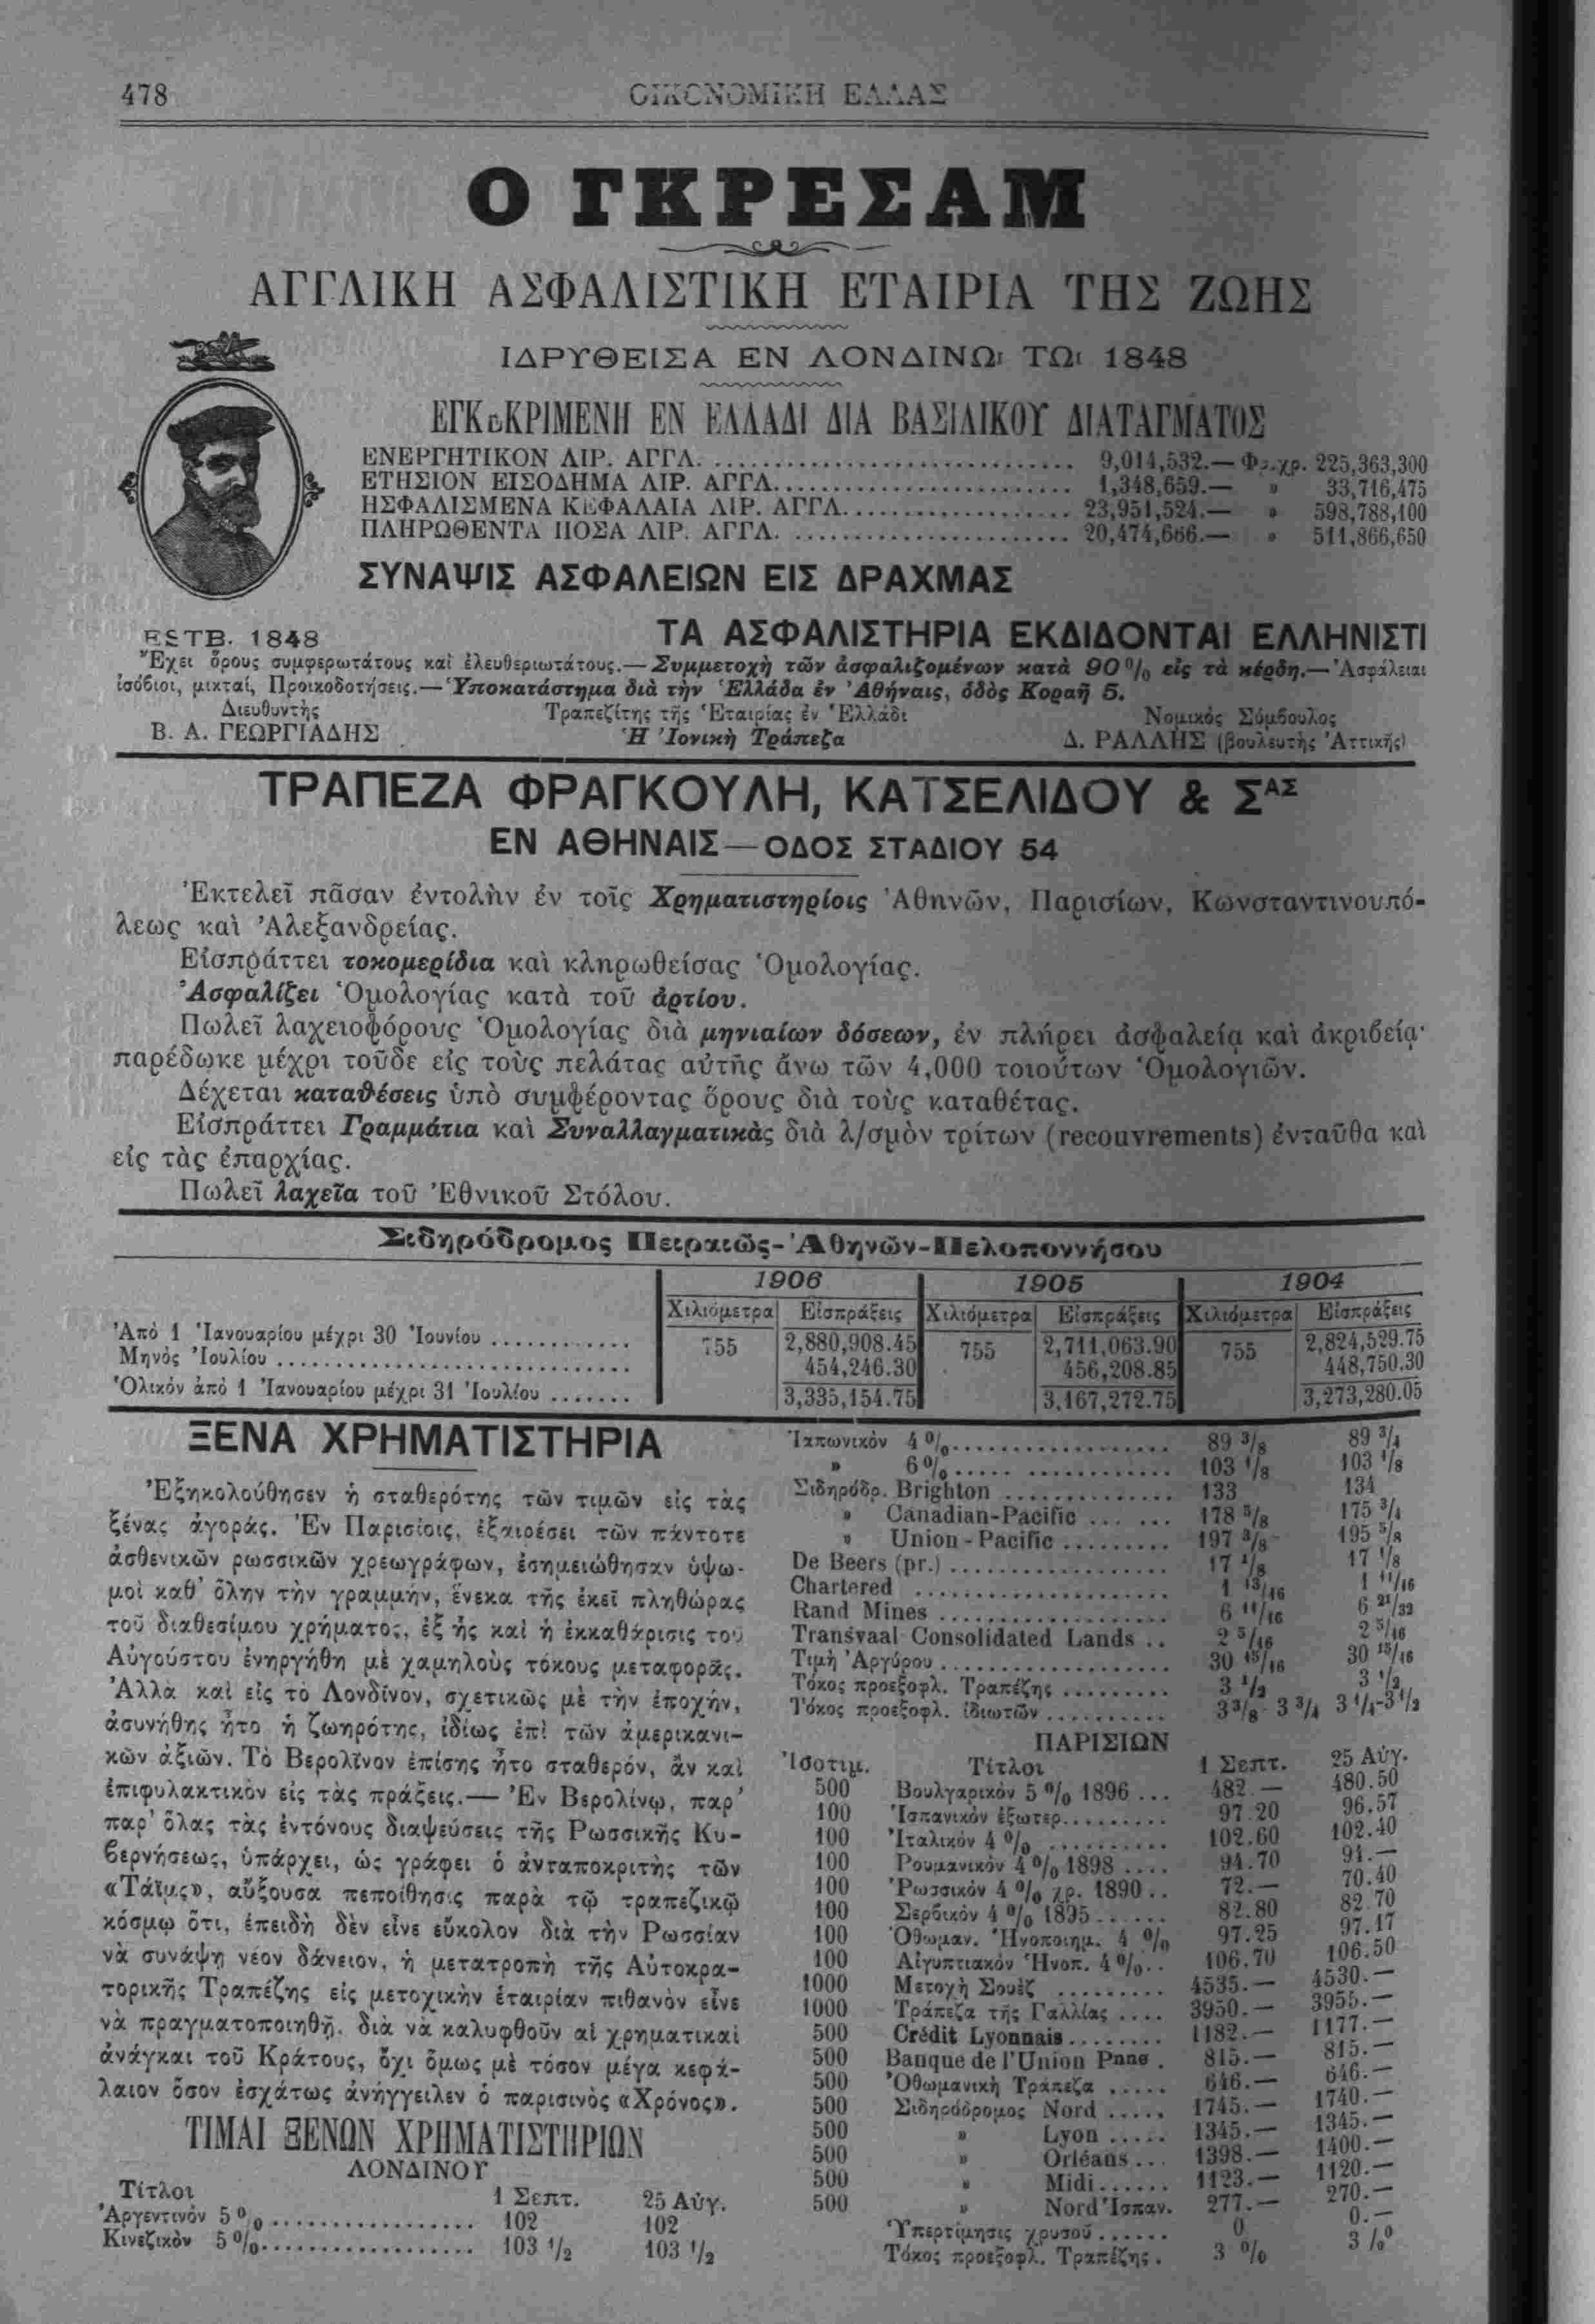 478
ΟΙΚΟΝΟΜΙΚΗ ΕΛΛΑΣ
Ο ΓΚΡΕΣΑΜ
ΑΓΓΛΙΚΗ ΑΣΦΑΛΙΣΤΙΚΗ ΕΤΑΙΡΙΑ ΤΗΣ ΖΩΗΣ
ΙΔΡΥΘΕΙΣΑ ΕΝ ΛΟΝΔΙΝΩι ΤΩι 1848
ΕΓΚεΚΡΙΜΕΝΗ ΕΝ ΕΛΛΑΔΙ ΔΙΑ ΒΑΣΙΛΙΚΟΥ ΔΙΑΤΑΓΜΑΤΟΣ
ΕΝΕΡΓΗΤΙΚΟΝ ΛΙΡ. ΑΓΓΛ. .......... 9,014,532.— Φρ.χρ. 225,363,300
ΕΤΗΣΙΟΝ ΕΙΣΟΔΗΜΑ ΛΙΡ. ΑΓΓΛ. .......... 1,348,659.— » 33,716,475
ΗΣΦΑΛΙΣΜΕΝΑ ΚΕΦΑΛΑΙΑ ΛΙΡ. ΑΓΓΛ. .......... 23,951,524.— » 598,788,100
ΠΛΗΡΩΘΕΝΤΑ ΠΟΣΑ ΛΙΡ. ΑΓΓΛ. .......... 20,474,666.— » 511,866,650
ΣΥΝΑΨΙΣ ΑΣΦΑΛΕΙΩΝ ΕΙΣ ΔΡΑΧΜΑΣ
ESTB. 1848
ΤΑ ΑΣΦΑΛΙΣΤΗΡΙΑ ΕΚΔΙΔΟΝΤΑΙ ΕΛΛΗΝΙΣΤΙ
Ἔχει ὅρους συμφερωτάτους καὶ ἐλευθεριωτάτους.— Συμμετοχὴ τῶν ἀσφαλιζομένων κατὰ 90 % εἰς τὰ κέρδη.— Ἀσφάλειαι
ἰσόβιοι, μικταί, Προικοδοτήσεις.— Ὑποκατάστημα διὰ τὴν Ἑλλάδα ἐν Ἀθήναις, ὁδὸς Κοραῆ 5.
Διευθυντὴς
Β. Α. ΓΕΩΡΓΙΑΔΗΣ
Τραπεζίτης τῆς Ἑταιρίας ἐν Ἑλλάδι
Ἡ Ἰονικὴ Τράπεζα
Νομικὸς Σύμβουλος
Δ. ΡΑΛΛΗΣ (βουλευτὴς Ἀττικῆς)
ΤΡΑΠΕΖΑ ΦΡΑΓΚΟΥΛΗ, ΚΑΤΣΕΛΙΔΟΥ & ΣΑΣ
ΕΝ ΑΘΗΝΑΙΣ — ΟΔΟΣ ΣΤΑΔΙΟΥ 54
Ἐκτελεῖ πᾶσαν ἐντολὴν ἐν τοῖς Χρηματιστηρίοις Ἀθηνῶν, Παρισίων, Κωνσταντινουπό-
λεως καὶ Ἀλεξανδρείας.
Εἰσπράττει τοκομερίδια καὶ κληρωθείσας Ὁμολογίας.
Ἀσφαλίζει Ὁμολογίας κατὰ τοῦ ἀρτίου.
Πωλεῖ λαχειοφόρους Ὁμολογίας διὰ μηνιαίων δόσεων, ἐν πλήρει ἀσφαλείᾳ καὶ ἀκριβείᾳ·
παρέδωκε μέχρι τοῦδε εἰς τοὺς πελάτας αὐτῆς ἄνω τῶν 4,000 τοιούτων Ὁμολογιῶν.
Δέχεται καταθέσεις ὑπὸ συμφέροντας ὅρους διὰ τοὺς καταθέτας.
Εἰσπράττει Γραμμάτια καὶ Συναλλαγματικὰς διὰ λ/σμὸν τρίτων (recouvrements) ἐνταῦθα καὶ
εἰς τὰς ἐπαρχίας.
Πωλεῖ λαχεῖα τοῦ Ἐθνικοῦ Στόλου.
Σιδηρόδρομος Πειραιῶς-Ἀθηνῶν-Πελοποννήσου
1906 1905 1904
Χιλιόμετρα Εἰσπράξεις Χιλιόμετρα Εἰσπράξεις Χιλιόμετρα Εἰσπράξεις
Ἀπὸ 1 Ἰανουαρίου μέχρι 30 Ἰουνίου .......... 755 2,880,908.45 755 2,711,063.90 755 2,824,529.75
Μηνὸς Ἰουλίου .......... 454,246.30 456,208.85 448,750.30
Ὁλικὸν ἀπὸ 1 Ἰανουαρίου μέχρι 31 Ἰουλίου ....... 3,335,154.75 3,167,272.75 3,273,280.05
ΞΕΝΑ ΧΡΗΜΑΤΙΣΤΗΡΙΑ
Ἐξηκολούθησεν ἡ σταθερότης τῶν τιμῶν εἰς τὰς
ξένας ἀγοράς. Ἐν Παρισίοις, ἐξαιρέσει τῶν πάντοτε
ἀσθενικῶν ρωσσικῶν χρεωγράφων, ἐσημειώθησαν ὑψω-
μοὶ καθ' ὅλην τὴν γραμμήν, ἕνεκα τῆς ἐκεῖ πληθώρας
τοῦ διαθεσίμου χρήματος, ἐξ ἧς καὶ ἡ ἐκκαθάρισις τοῦ
Αὐγούστου ἐνηργήθη μὲ χαμηλοὺς τόκους μεταφορᾶς.
Ἀλλὰ καὶ εἰς τὸ Λονδῖνον, σχετικῶς μὲ τὴν ἐποχήν,
ἀσυνήθης ἦτο ἡ ζωηρότης, ἰδίως ἐπὶ τῶν ἀμερικανι-
κῶν ἀξιῶν. Τὸ Βερολῖνον ἐπίσης ἦτο σταθερόν, ἂν καὶ
ἐπιφυλακτικὸν εἰς τὰς πράξεις.— Ἐν Βερολίνῳ, παρ'
παρ' ὅλας τὰς ἐντόνους διαψεύσεις τῆς Ρωσσικῆς Κυ-
βερνήσεως, ὑπάρχει, ὡς γράφει ὁ ἀνταποκριτὴς τῶν
«Τάϊμς», αὔξουσα πεποίθησις παρὰ τῷ τραπεζικῷ
κόσμῳ ὅτι, ἐπειδὴ δὲν εἶνε εὔκολον διὰ τὴν Ρωσσίαν
νὰ συνάψῃ νέον δάνειον, ἡ μετατροπὴ τῆς Αὐτοκρα-
τορικῆς Τραπέζης εἰς μετοχικὴν ἑταιρίαν πιθανὸν εἶνε
νὰ πραγματοποιηθῇ, διὰ νὰ καλυφθοῦν αἱ χρηματικαὶ
ἀνάγκαι τοῦ Κράτους, ὄχι ὅμως μὲ τόσον μέγα κεφά-
λαιον ὅσον ἐσχάτως ἀνήγγειλεν ὁ παρισινὸς «Χρόνος».
ΤΙΜΑΙ ΞΕΝΩΝ ΧΡΗΜΑΤΙΣΤΗΡΙΩΝ
ΛΟΝΔΙΝΟΥ
Τίτλοι 1 Σεπτ. 25 Αὐγ.
Ἀργεντινόν 5 % .......... 102 102
Κινεζικὸν 5 % .......... 103 1/2 103 1/2
Ἰαπωνικόν 4 % .......... 89 3/8 89 3/4
» 6 % .......... 103 1/8 103 1/8
Σιδηρόδρ. Brighton .......... 133 134
» Canadian-Pacific ... ... 178 5/8 175 3/4
» Union - Pacific .......... 197 3/8 195 5/8
De Beers (pr.) .......... 17 1/8 17 1/8
Chartered .......... 1 13/16 1 11/16
Rand Mines .......... 6 11/16 6 21/32
Transvaal Consolidated Lands .. 2 5/16 2 5/16
Τιμὴ Ἀργύρου .......... 30 15/16 30 15/16
Τόκος προεξοφλ. Τραπέζης .......... 3 1/2 3 1/2
Τόκος προεξοφλ. ἰδιωτῶν .......... 3 3/8 - 3 3/4 3 1/4-3 1/2
ΠΑΡΙΣΙΩΝ
Ἰσοτιμ. Τίτλοι 1 Σεπτ. 25 Αὐγ.
500 Βουλγαρικόν 5 % 1896 ... 482.— 480.50
100 Ἱσπανικόν ἐξωτερ. ......... 97.20 96.57
100 Ἰταλικόν 4 % .......... 102.60 102.40
100 Ρουμανικόν 4 % 1898 .... 94.70 91.—
100 Ῥωσσικόν 4 % χρ. 1890 .. 72.— 70.40
100 Σερβικόν 4 % 1895 ...... 82.80 82.70
100 Ὀθωμαν. Ἡνοποιημ. 4 % 97.25 97.17
100 Αἰγυπτιακόν Ἡνοπ. 4 % .. 106.70 106.50
1000 Μετοχὴ Σουὲζ .......... 4535.— 4530.—
1000 Τράπεζα τῆς Γαλλίας .... 3950.— 3955.—
500 Crédit Lyonnais ........ 1182.— 1177.—
500 Banque de l'Union Pnne . 815.— 815.—
500 Ὀθωμανικὴ Τράπεζα ..... 646.— 646.—
500 Σιδηρόδρομος Nord ..... 1745.— 1740.—
500 » Lyon ..... 1345.— 1345.—
500 » Orléans ... 1398.— 1400.—
500 » Midi ...... 1123.— 1120.—
500 » Nord Ἱσπαν. 277.— 270.—
Ὑπερτίμησις χρυσοῦ ...... 0 0.—
Τόκος προεξοφλ. Τραπέζης . 3 % 3 %